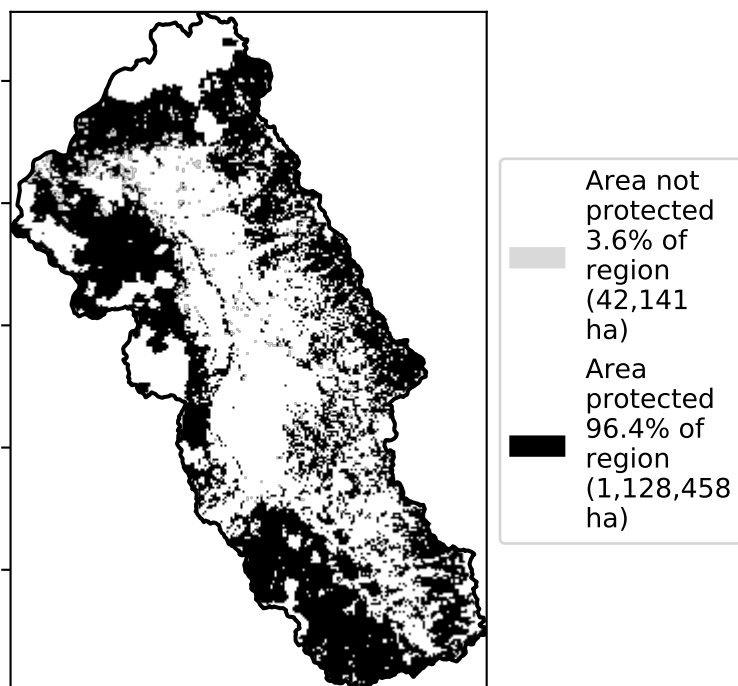 Area not
protected
3.6% of
region
(42,141
ha)
Area
protected
96.4% of
region
(1,128,458
ha)